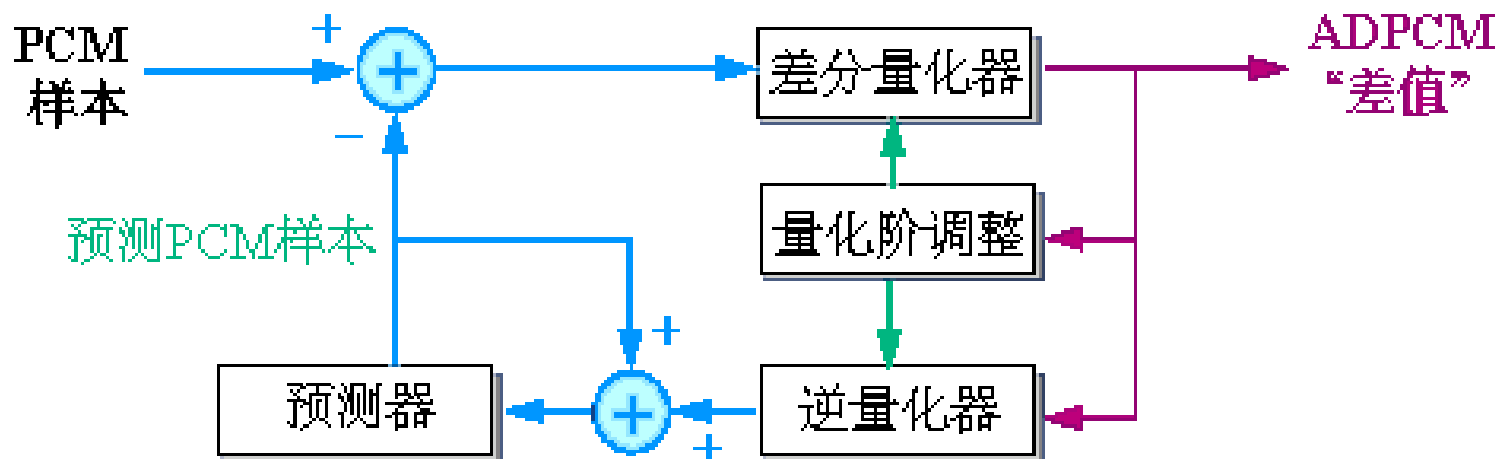 PCM
样本
+
+
−
差分量化器
ADPCM
“差值”
预测PCM样本
量化阶调整
+
预测器
+
+
逆量化器